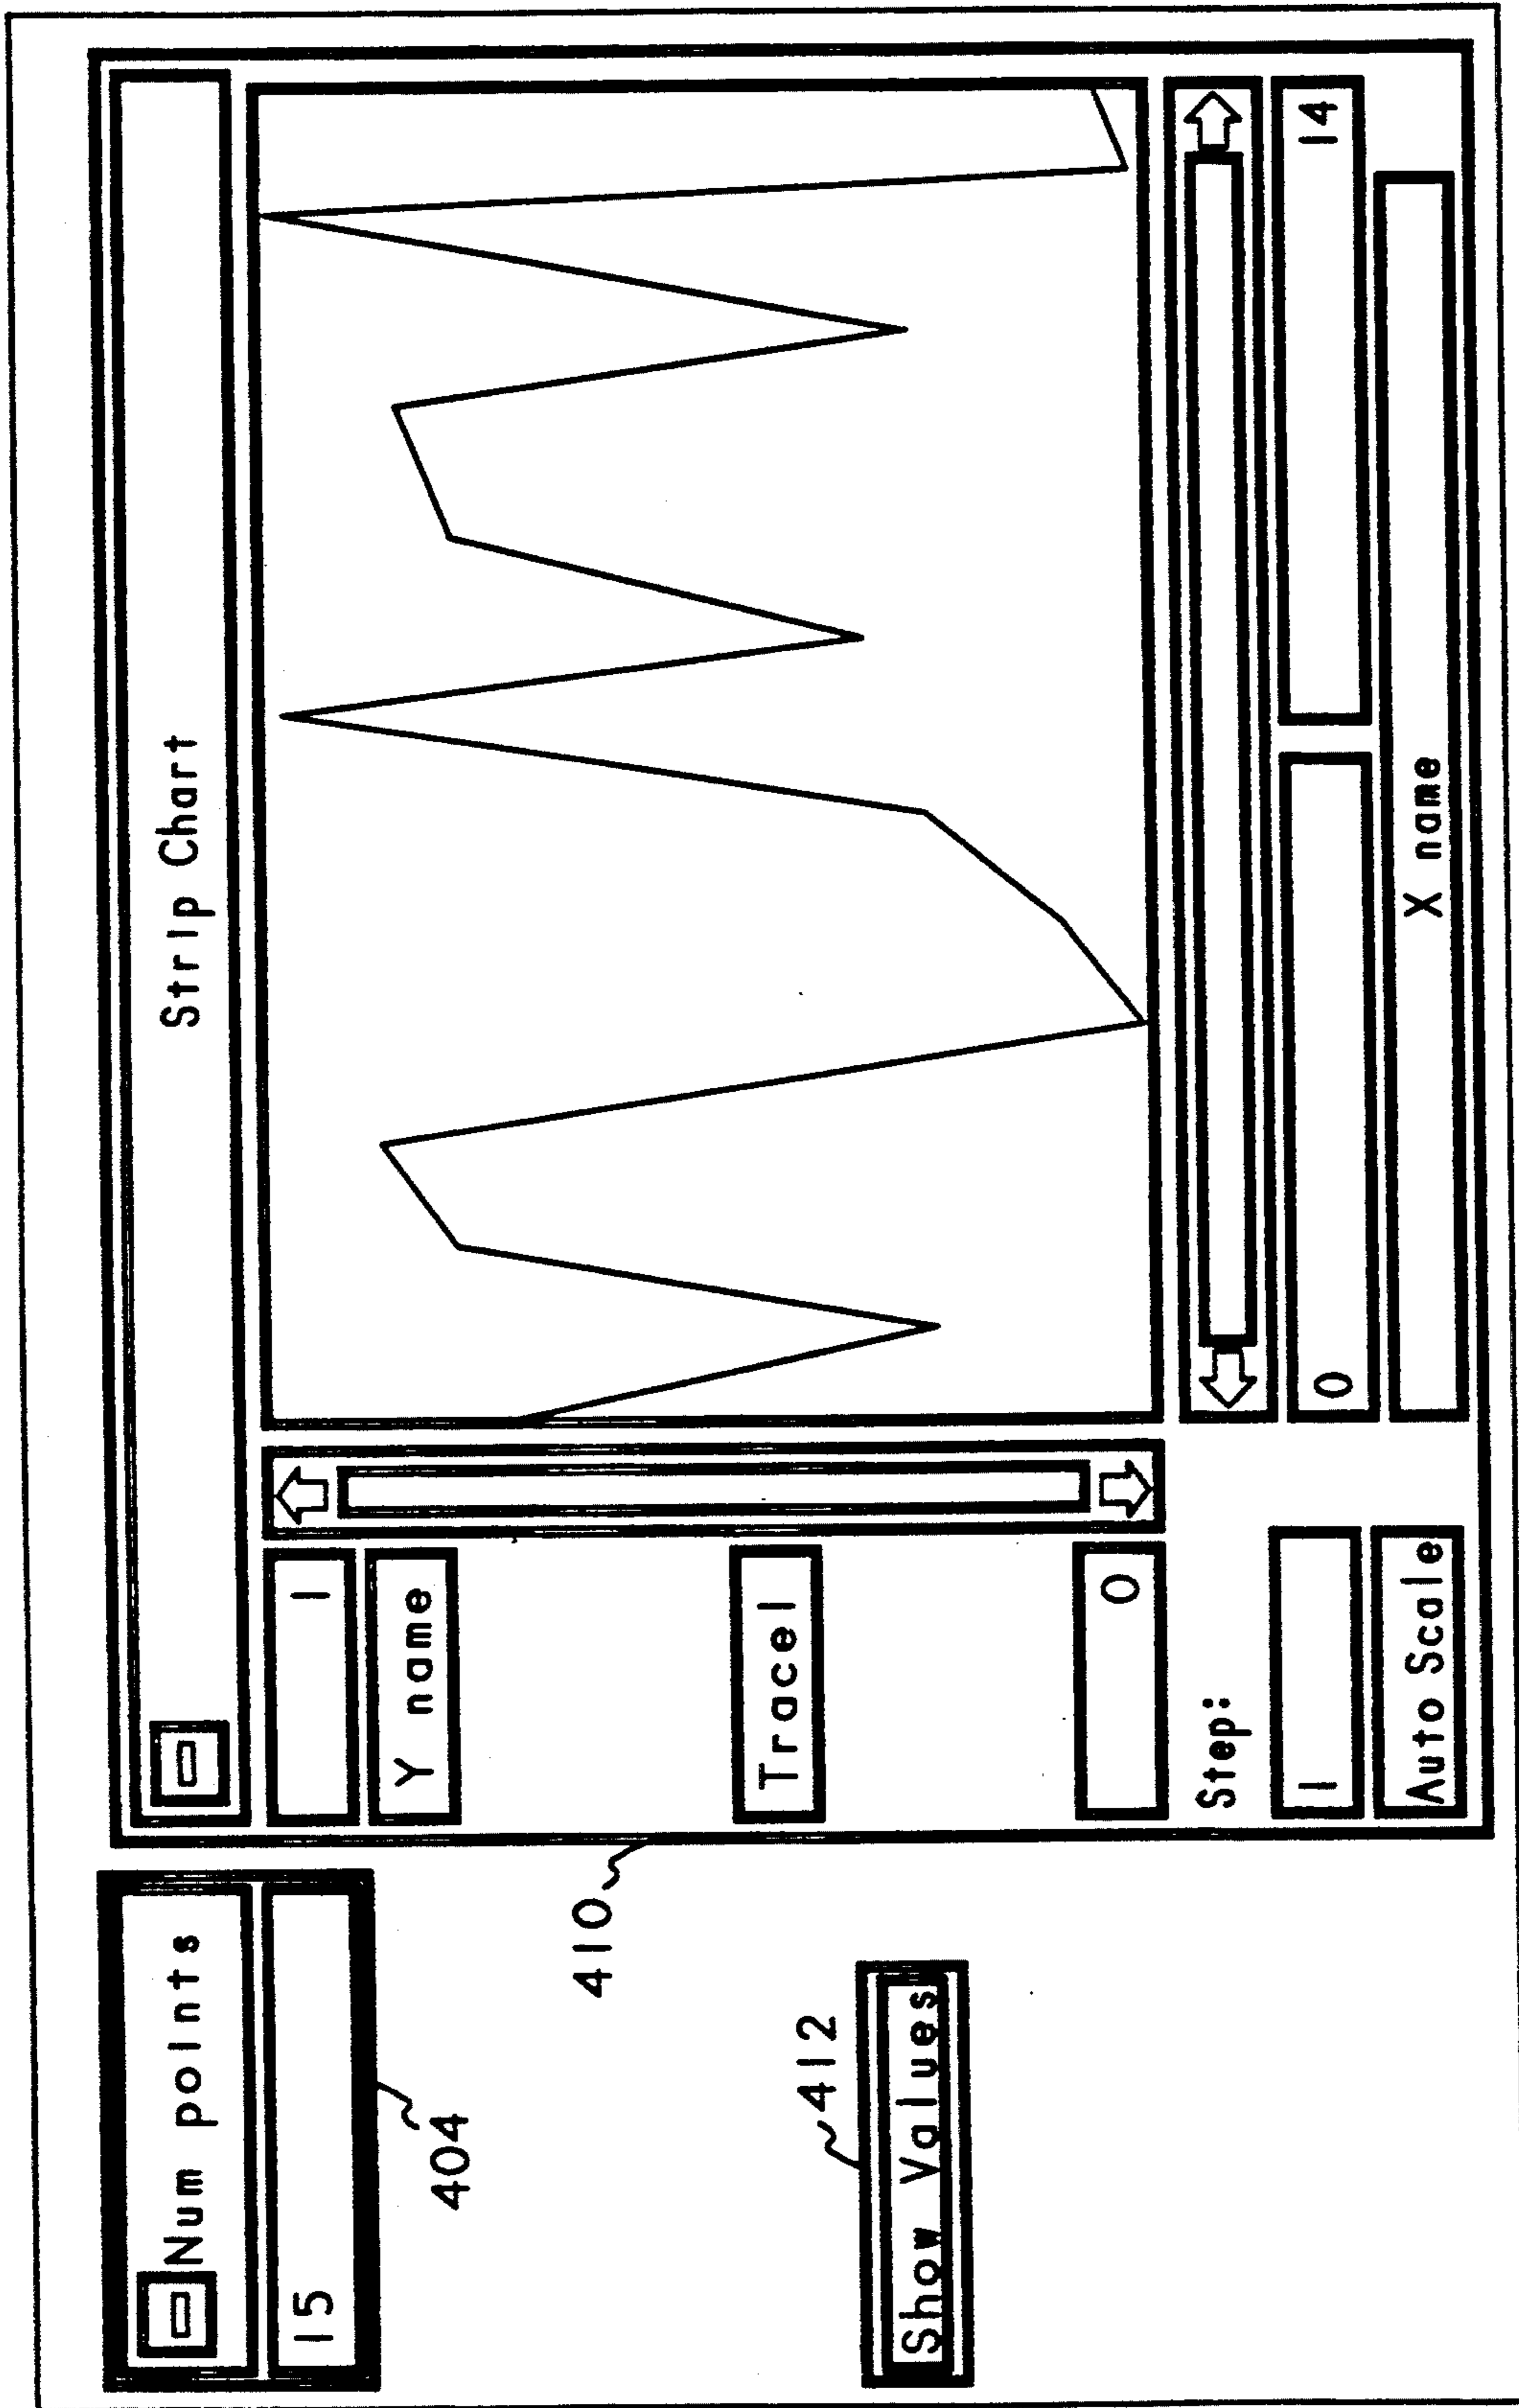 Num points
15
404
410
412
Show Values
Strip Chart
1
Y name
Trace1
0
Step:
1
Auto Scale
0
14
X name